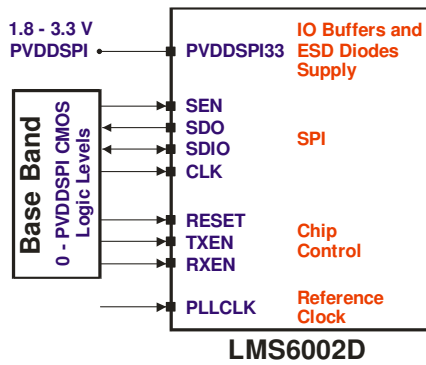 1.8 - 3.3 V
PVDDSPI
PVDDSPI33
IO Buffers and
ESD Diodes
Supply
Base Band
0 - PVDDSPI CMOS
Logic Levels
SEN
SDO
SDIO
CLK
SPI
RESET
TXEN
RXEN
Chip
Control
PLLCLK
Reference
Clock
LMS6002D